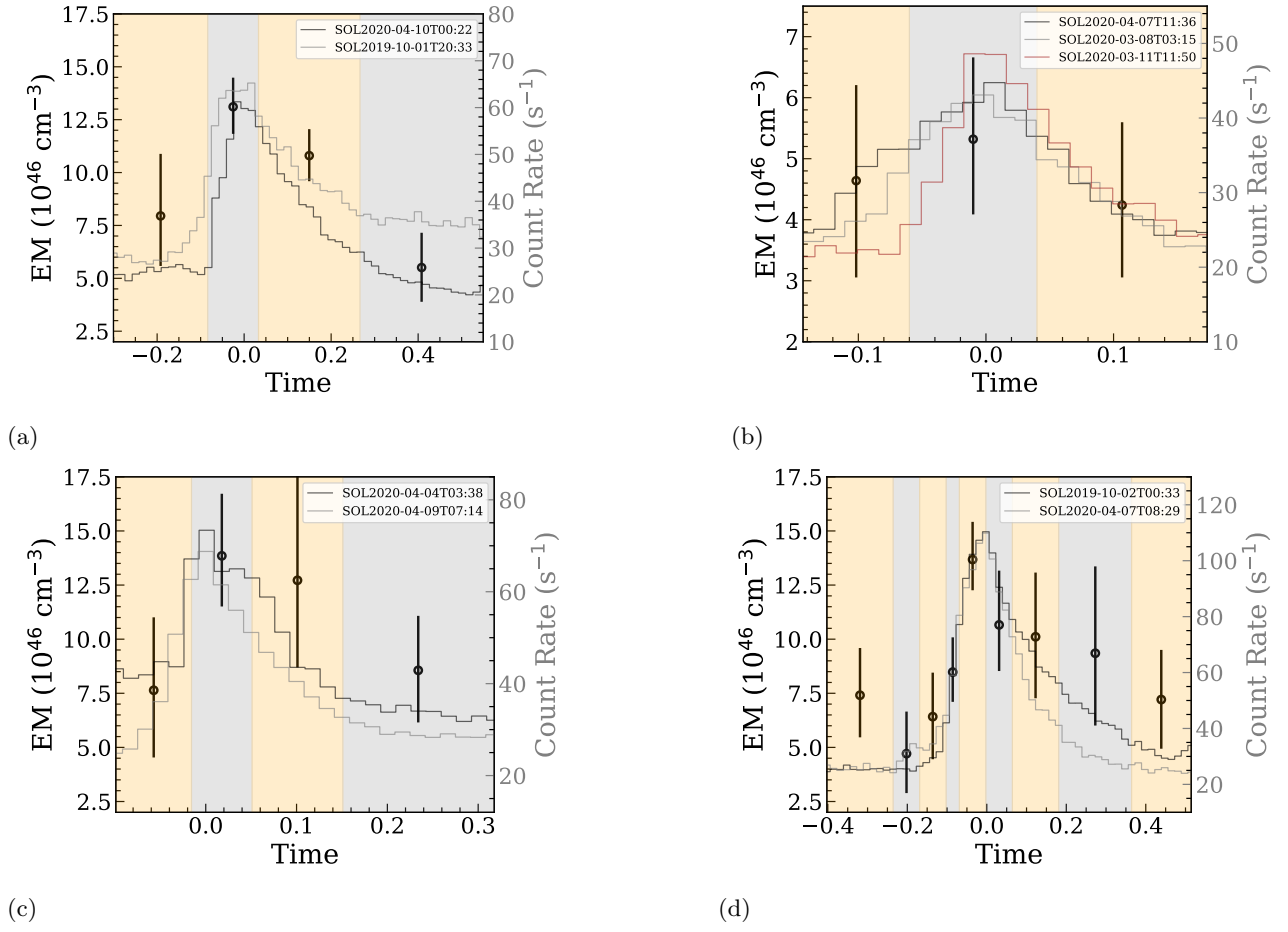 17.5
15.0
12.5
10.0
7.5
5.0
2.5
EM (10⁴⁶ cm⁻³)
SOL2020-04-10T00:22
SOL2019-10-01T20:33
80
70
60
50
40
30
20
10
Count Rate (s⁻¹)
−0.2 0.0 0.2 0.4
Time
(a)
7
6
5
4
3
2
EM (10⁴⁶ cm⁻³)
SOL2020-04-07T11:36
SOL2020-03-08T03:15
SOL2020-03-11T11:50
50
40
30
20
10
Count Rate (s⁻¹)
−0.1 0.0 0.1
Time
(b)
17.5
15.0
12.5
10.0
7.5
5.0
2.5
EM (10⁴⁶ cm⁻³)
SOL2020-04-04T03:38
SOL2020-04-09T07:14
80
60
40
20
Count Rate (s⁻¹)
0.0 0.1 0.2 0.3
Time
(c)
17.5
15.0
12.5
10.0
7.5
5.0
2.5
EM (10⁴⁶ cm⁻³)
SOL2019-10-02T00:33
SOL2020-04-07T08:29
120
100
80
60
40
20
Count Rate (s⁻¹)
−0.4 −0.2 0.0 0.2 0.4
Time
(d)